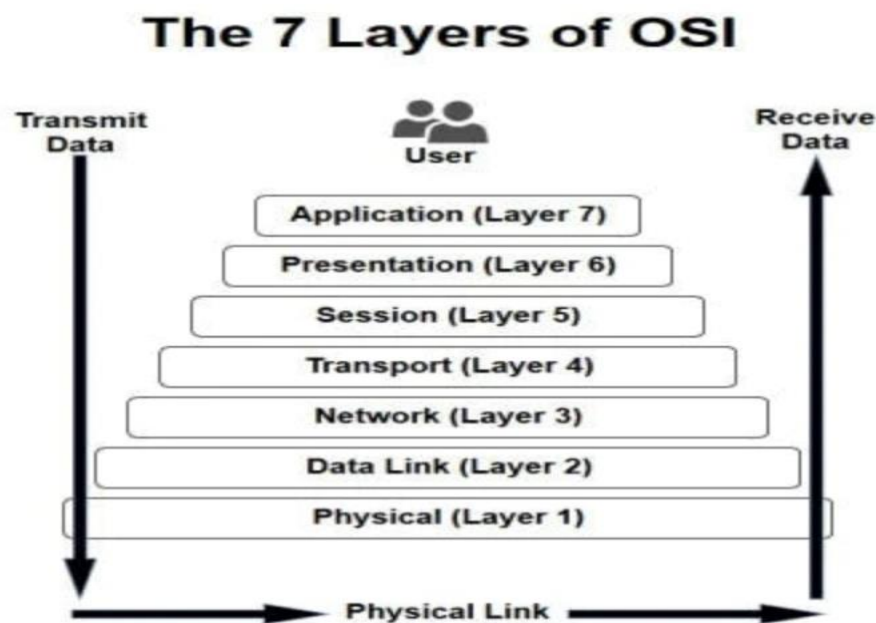 The 7 Layers of OSI
Transmit
Data
User
Receive
Data
Application (Layer 7)
Presentation (Layer 6)
Session (Layer 5)
Transport (Layer 4)
Network (Layer 3)
Data Link (Layer 2)
Physical (Layer 1)
Physical Link